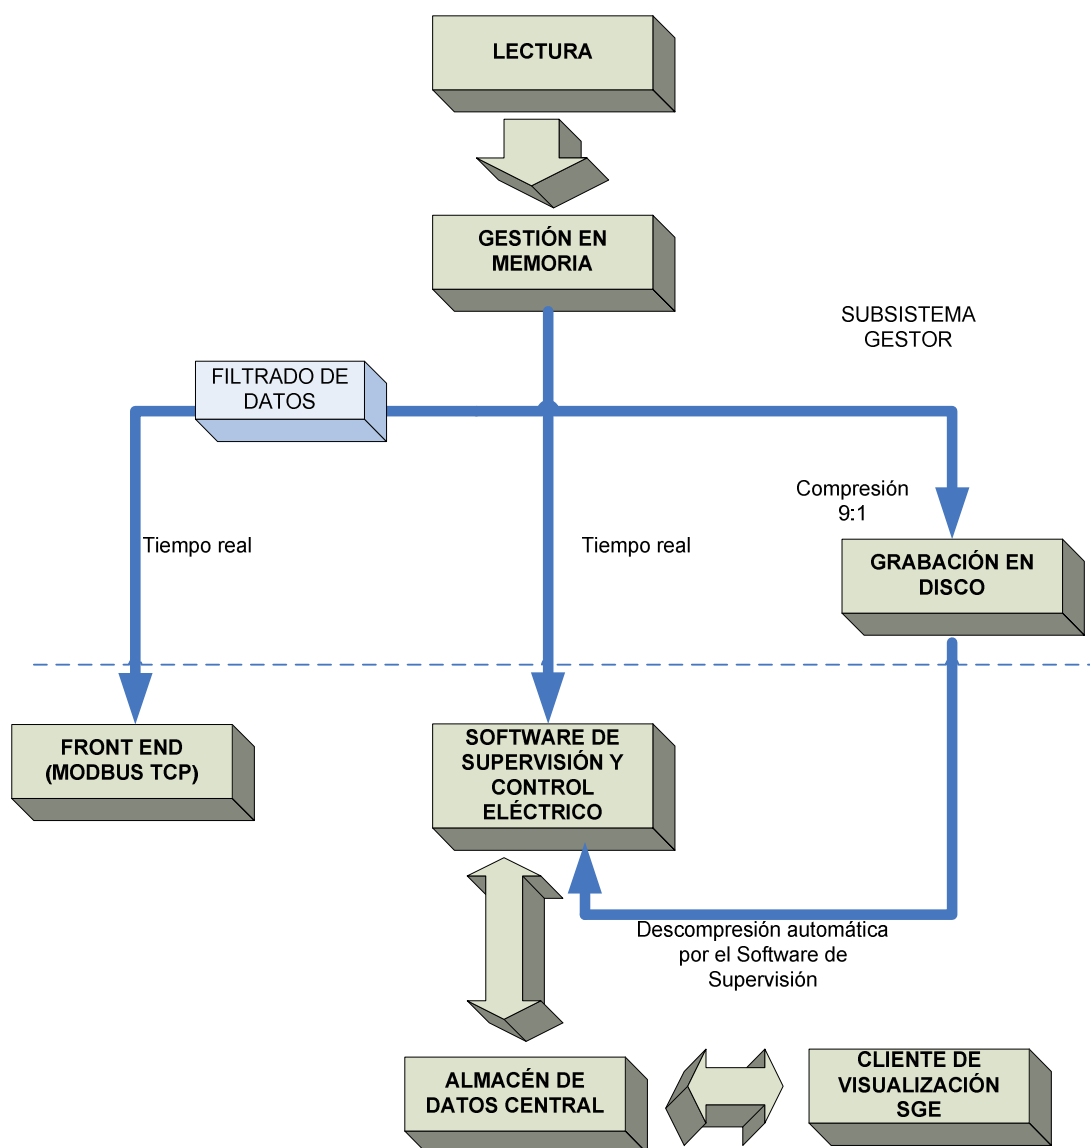 LECTURA
GESTIÓN EN
MEMORIA
SUBSISTEMA
GESTOR
FILTRADO DE
DATOS
Compresión
9:1
Tiempo real
Tiempo real
GRABACIÓN EN
DISCO
FRONT END
(MODBUS TCP)
SOFTWARE DE
SUPERVISIÓN Y
CONTROL
ELÉCTRICO
Descompresión automática
por el Software de
Supervisión
ALMACÉN DE
DATOS CENTRAL
CLIENTE DE
VISUALIZACIÓN
SGE